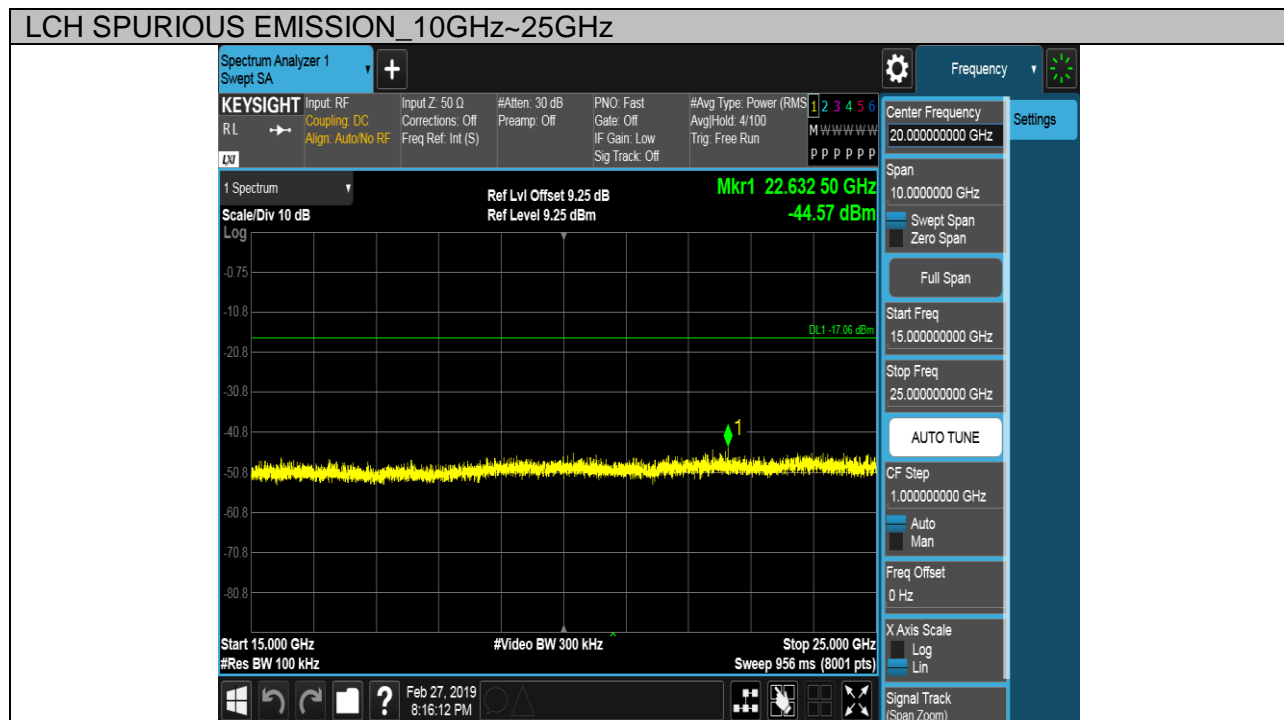 LCH SPURIOUS EMISSION_10GHz~25GHz
Spectrum Analyzer 1
Swept SA
Frequency
KEYSIGHT
RL
LXI
Input: RF
Coupling: DC
Align: Auto/No RF
Input Z: 50 Ω
Corrections: Off
Freq Ref: Int (S)
#Atten: 30 dB
Preamp: Off
PNO: Fast
Gate: Off
IF Gain: Low
Sig Track: Off
#Avg Type: Power (RMS
Avg|Hold: 4/100
Trig: Free Run
1 2 3 4 5 6
M W W W W W
P P P P P P
1 Spectrum
Scale/Div 10 dB
Log
Ref Lvl Offset 9.25 dB
Ref Level 9.25 dBm
Mkr1 22.632 50 GHz
-44.57 dBm
-0.75
-10.8
DL1 -17.06 dBm
-20.8
-30.8
-40.8
1
-50.8
-60.8
-70.8
-80.8
Start 15.000 GHz
#Res BW 100 kHz
#Video BW 300 kHz
Stop 25.000 GHz
Sweep 956 ms (8001 pts)
?
Feb 27, 2019
8:16:12 PM
Center Frequency
20.000000000 GHz
Settings
Span
10.0000000 GHz
Swept Span
Zero Span
Full Span
Start Freq
15.000000000 GHz
Stop Freq
25.000000000 GHz
AUTO TUNE
CF Step
1.000000000 GHz
Auto
Man
Freq Offset
0 Hz
X Axis Scale
Log
Lin
Signal Track
(Span Zoom)